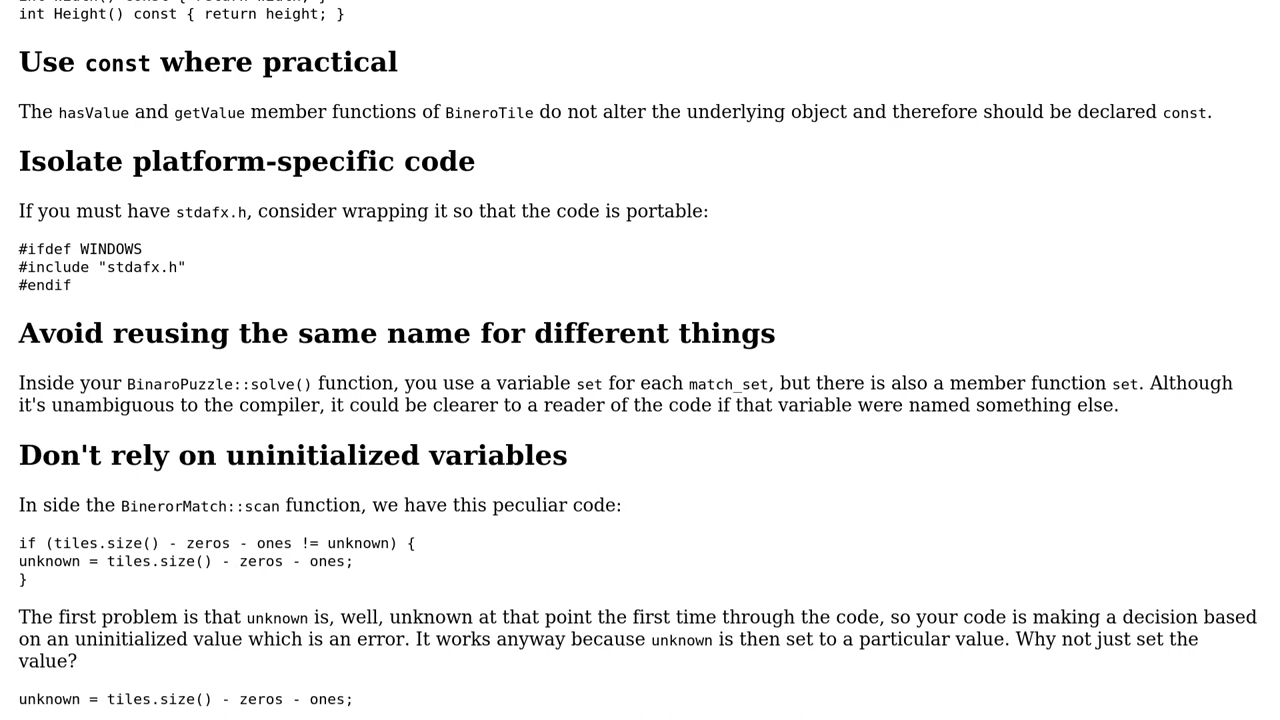 int Height() const { return height; }
Use const where practical
The hasValue and getValue member functions of BineroTile do not alter the underlying object and therefore should be declared const.
Isolate platform-specific code
If you must have stdafx.h, consider wrapping it so that the code is portable:
#ifdef WINDOWS
#include "stdafx.h"
#endif
Avoid reusing the same name for different things
Inside your BinaroPuzzle::solve() function, you use a variable set for each match_set, but there is also a member function set. Although
it's unambiguous to the compiler, it could be clearer to a reader of the code if that variable were named something else.
Don't rely on uninitialized variables
In side the BinerorMatch::scan function, we have this peculiar code:
if (tiles.size() - zeros - ones != unknown) {
unknown = tiles.size() - zeros - ones;
}
The first problem is that unknown is, well, unknown at that point the first time through the code, so your code is making a decision based
on an uninitialized value which is an error. It works anyway because unknown is then set to a particular value. Why not just set the
value?
unknown = tiles.size() - zeros - ones;